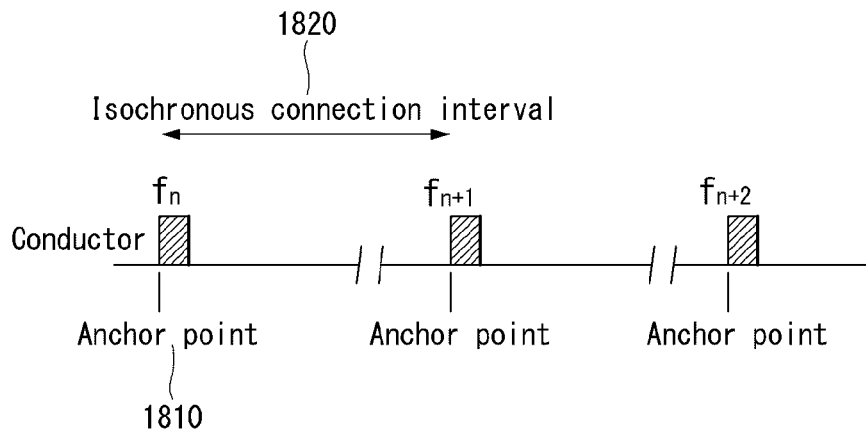 1820
Isochronous connection interval
fn fn+1 fn+2
Conductor
Anchor point Anchor point Anchor point
1810